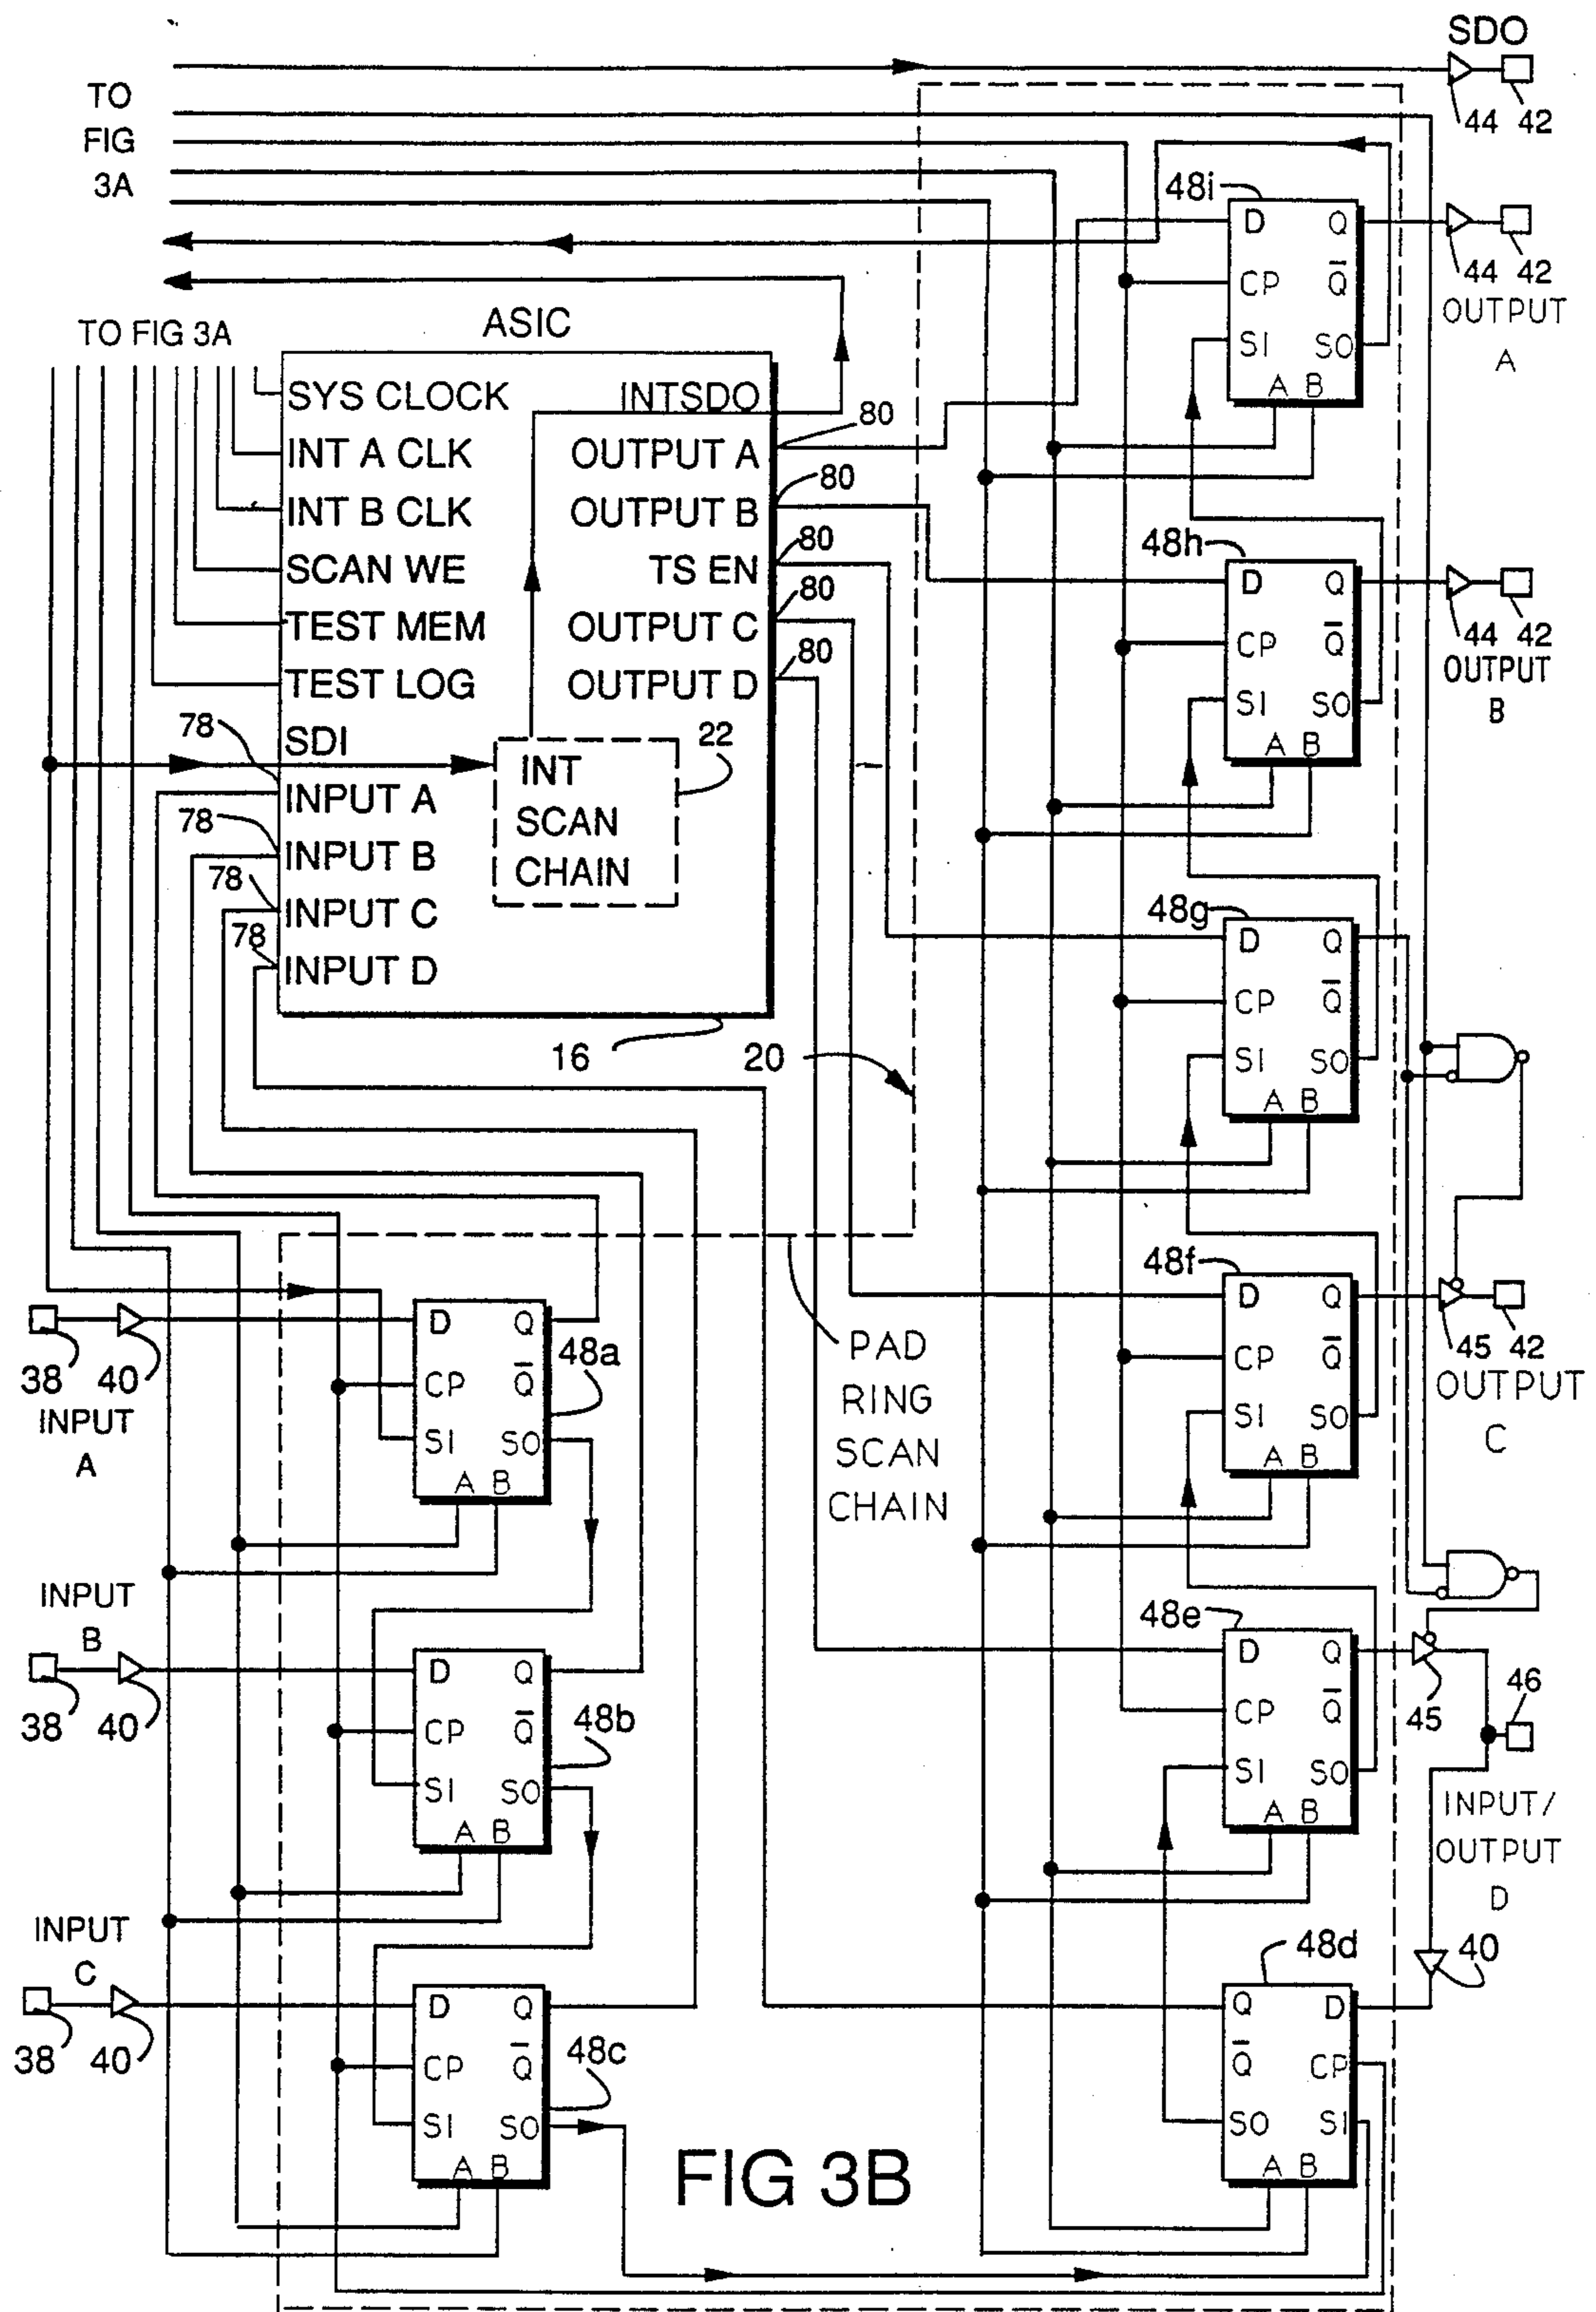 SDO
TO
FIG
3A
44 42
48i
D Q
CP Q̅
SI SO
A B
44 42
OUTPUT
A
TO FIG 3A
ASIC
SYS CLOCK
INT A CLK
INT B CLK
SCAN WE
TEST MEM
TEST LOG
SDI
INPUT A
INPUT B
INPUT C
INPUT D
INTSDO
OUTPUT A
OUTPUT B
TS EN
OUTPUT C
OUTPUT D
80
80
80
80
80
78
78
78
78
INT
SCAN
CHAIN
22
16
20
48h
D Q
CP Q̅
SI SO
A B
44 42
OUTPUT
B
48g
D Q
CP Q̅
SI SO
A B
48f
D Q
CP Q̅
SI SO
A B
45 42
OUTPUT
C
PAD
RING
SCAN
CHAIN
38 40
INPUT
A
D Q
CP Q̅
SI SO
A B
48a
INPUT
B
38 40
D Q
CP Q̅
SI SO
A B
48b
48e
D Q
CP Q̅
SI SO
A B
45
46
INPUT/
OUTPUT
D
40
INPUT
C
38 40
D Q
CP Q̅
SI SO
A B
48c
48d
Q D
Q̅ CP
SO SI
A B
FIG 3B